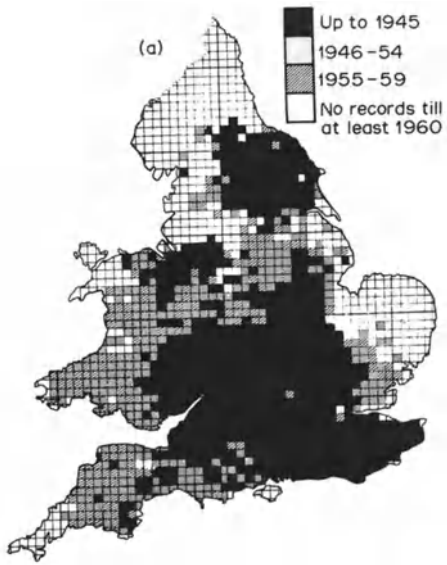 (a)
Up to 1945
1946–54
1955–59
No records till
at least 1960